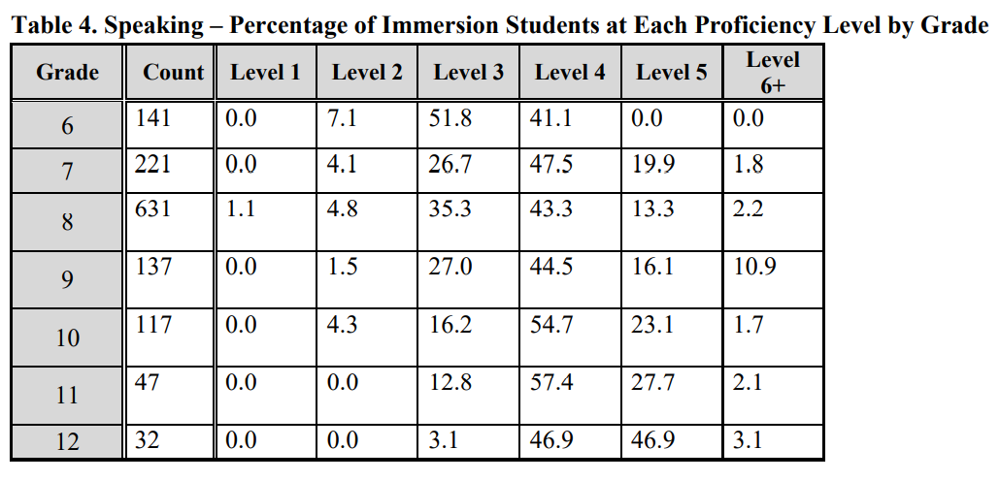 Table 4. Speaking – Percentage of Immersion Students at Each Proficiency Level by Grade
Grade Count Level 1 Level 2 Level 3 Level 4 Level 5 Level 6+
6 141 0.0 7.1 51.8 41.1 0.0 0.0
7 221 0.0 4.1 26.7 47.5 19.9 1.8
8 631 1.1 4.8 35.3 43.3 13.3 2.2
9 137 0.0 1.5 27.0 44.5 16.1 10.9
10 117 0.0 4.3 16.2 54.7 23.1 1.7
11 47 0.0 0.0 12.8 57.4 27.7 2.1
12 32 0.0 0.0 3.1 46.9 46.9 3.1